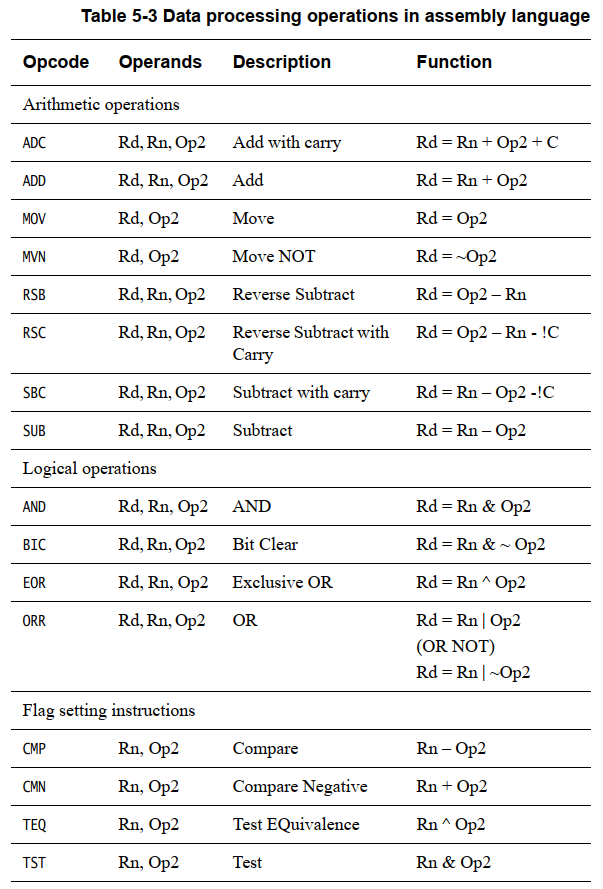 Table 5-3 Data processing operations in assembly language
Opcode Operands Description Function
Arithmetic operations
ADC Rd, Rn, Op2 Add with carry Rd = Rn + Op2 + C
ADD Rd, Rn, Op2 Add Rd = Rn + Op2
MOV Rd, Op2 Move Rd = Op2
MVN Rd, Op2 Move NOT Rd = ~Op2
RSB Rd, Rn, Op2 Reverse Subtract Rd = Op2 – Rn
RSC Rd, Rn, Op2 Reverse Subtract with Rd = Op2 – Rn - !C
Carry
SBC Rd, Rn, Op2 Subtract with carry Rd = Rn – Op2 -!C
SUB Rd, Rn, Op2 Subtract Rd = Rn – Op2
Logical operations
AND Rd, Rn, Op2 AND Rd = Rn & Op2
BIC Rd, Rn, Op2 Bit Clear Rd = Rn & ~ Op2
EOR Rd, Rn, Op2 Exclusive OR Rd = Rn ^ Op2
ORR Rd, Rn, Op2 OR Rd = Rn | Op2
(OR NOT)
Rd = Rn | ~Op2
Flag setting instructions
CMP Rn, Op2 Compare Rn – Op2
CMN Rn, Op2 Compare Negative Rn + Op2
TEQ Rn, Op2 Test EQuivalence Rn ^ Op2
TST Rn, Op2 Test Rn & Op2